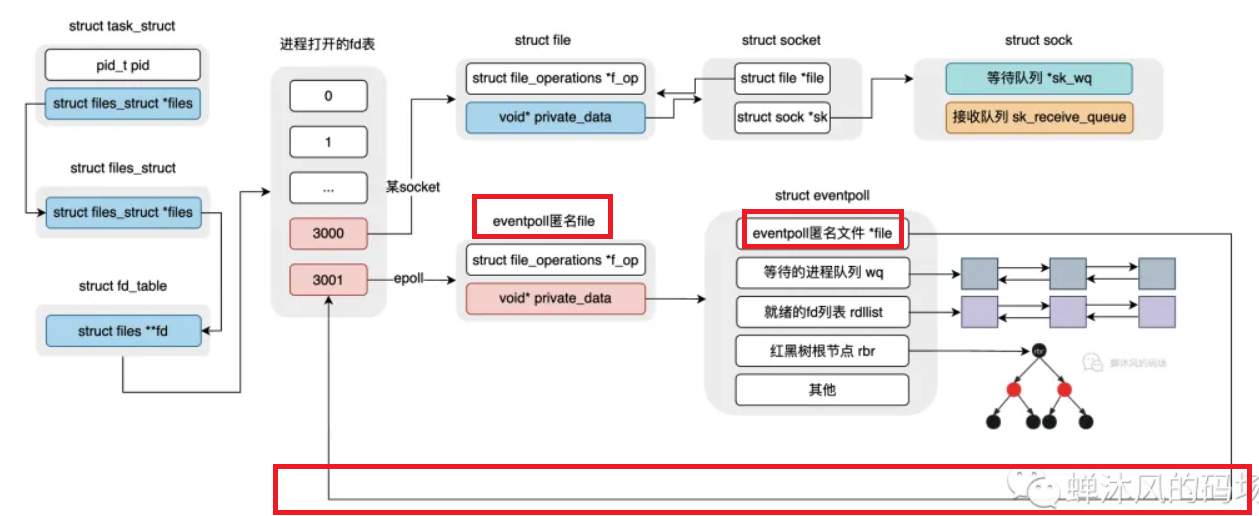 struct task_struct
pid_t pid
struct files_struct *files
struct files_struct
struct files_struct *files
struct fd_table
struct files **fd
进程打开的fd表
0
1
...
3000
3001
某socket
epoll
struct file
struct file_operations *f_op
void* private_data
struct socket
struct file *file
struct sock *sk
struct sock
等待队列 *sk_wq
接收队列 sk_receive_queue
eventpoll匿名file
struct file_operations *f_op
void* private_data
struct eventpoll
eventpoll匿名文件 *file
等待的进程队列 wq
就绪的fd列表 rdllist
红黑树根节点 rbr
其他
rbr
蝉沐风的码场
蝉沐风的码场